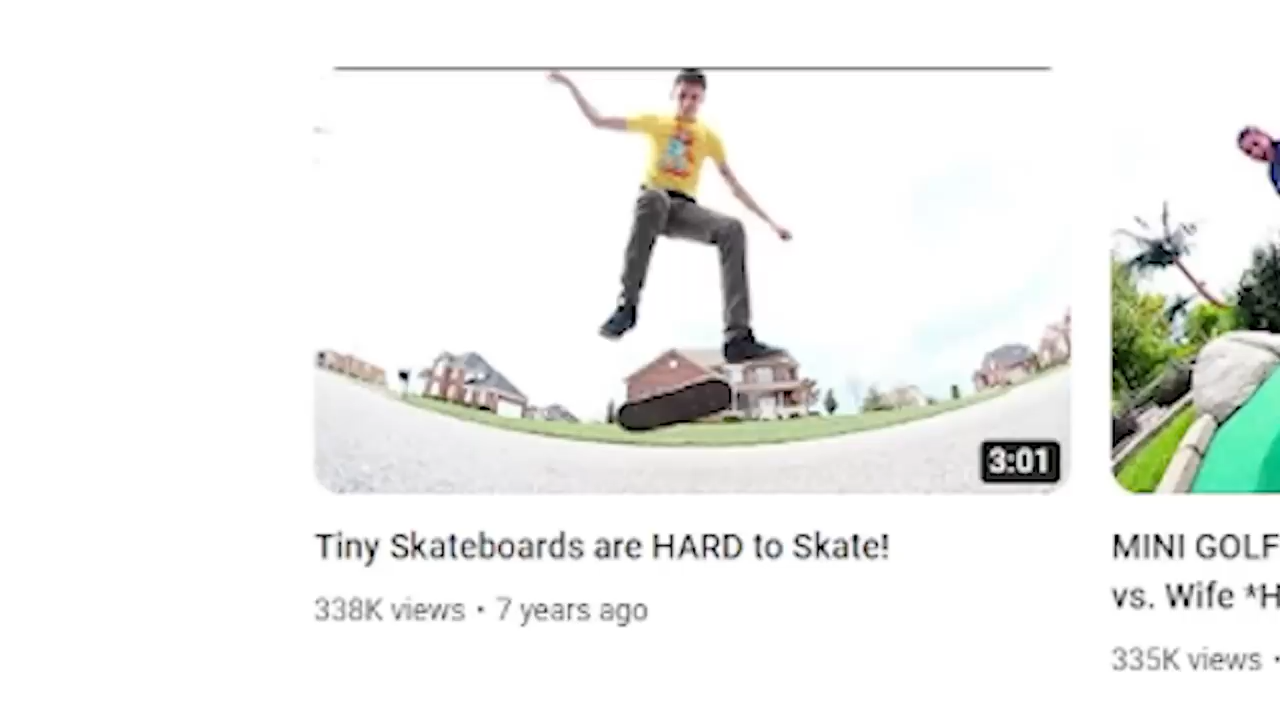 3:01
Tiny Skateboards are HARD to Skate!
338K views • 7 years ago
MINI GOLF
vs. Wife *H
335K views •